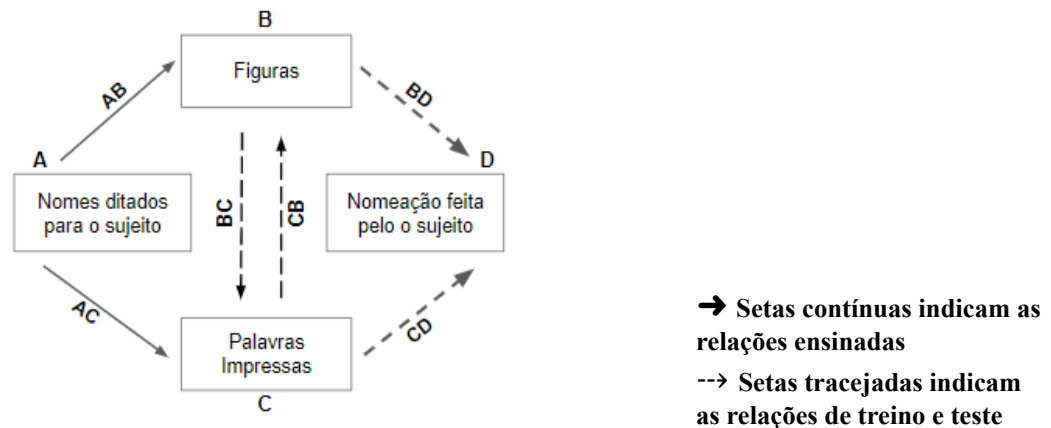 B
Figuras
AB
BD
A
D
Nomes ditados
para o sujeito
BC
CB
Nomeação feita
pelo o sujeito
AC
CD
Palavras
Impressas
C
➔ Setas contínuas indicam as
relações ensinadas
--→ Setas tracejadas indicam
as relações de treino e teste